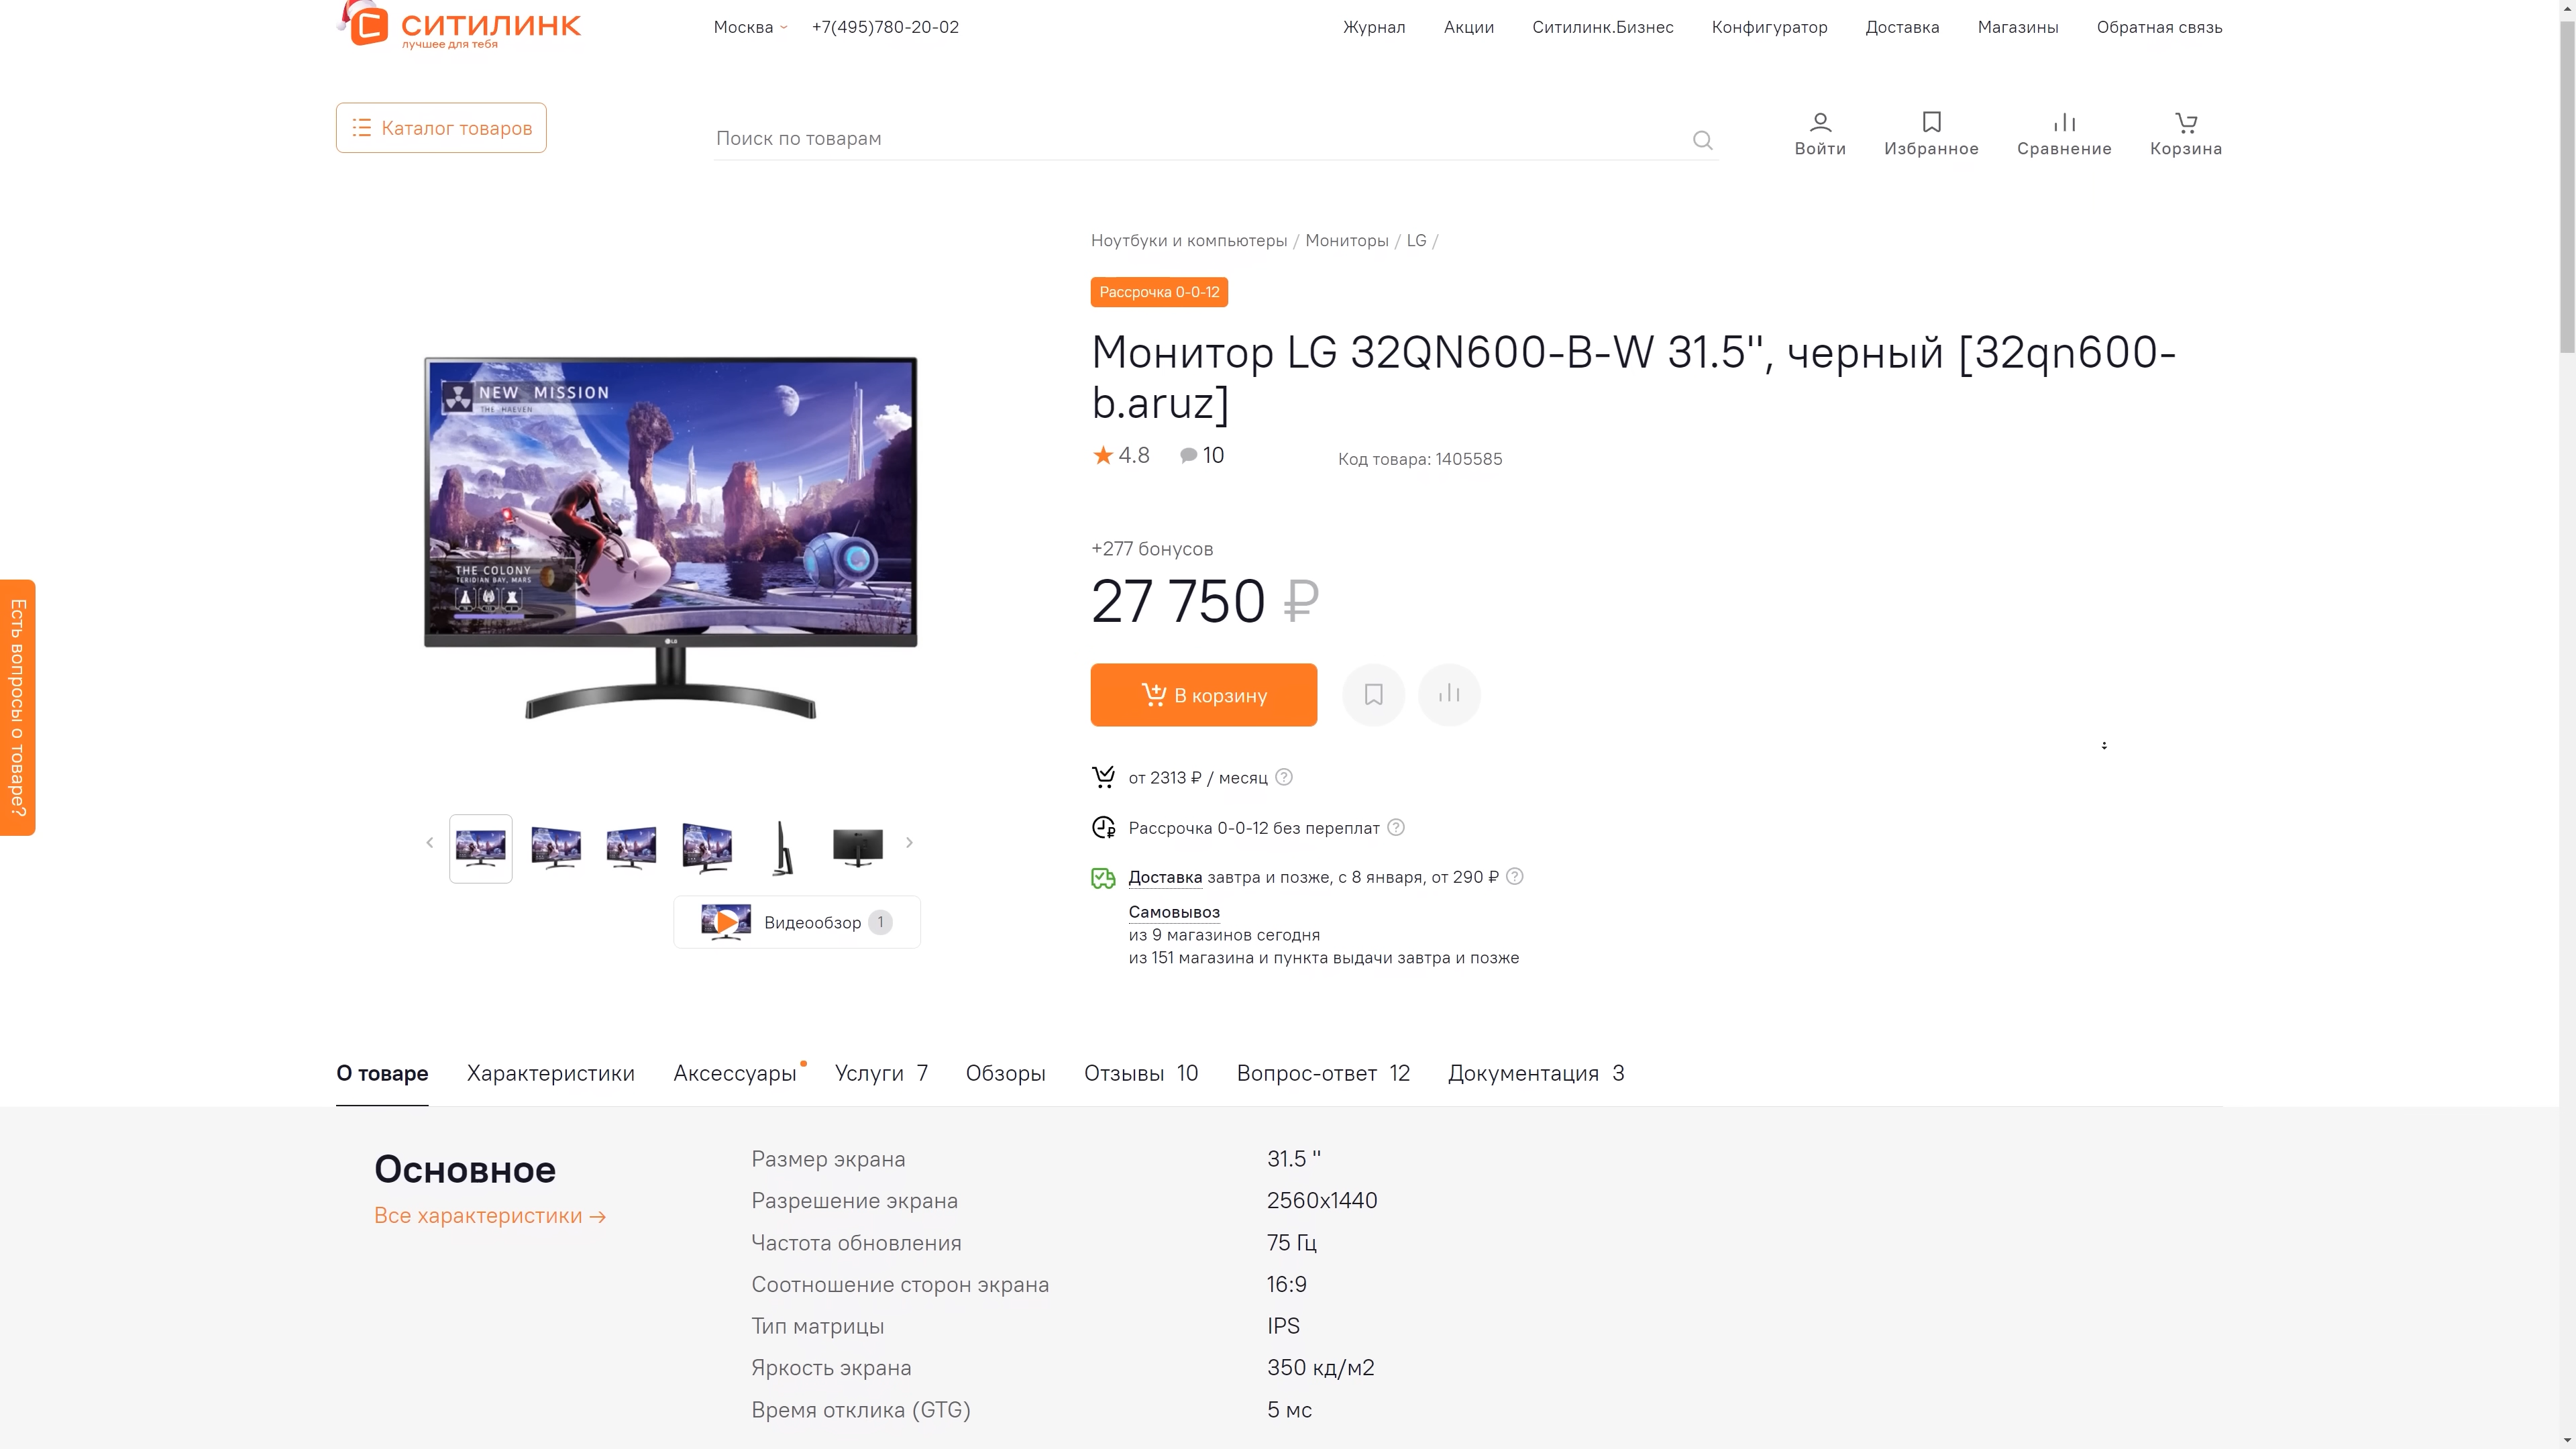 СИТИЛИНК
лучшее для тебя
Москва
+7(495)780-20-02
Журнал
Акции
Ситилинк.Бизнес
Конфигуратор
Доставка
Магазины
Обратная связь
Каталог товаров
Поиск по товарам
Войти
Избранное
Сравнение
Корзина
Ноутбуки и компьютеры / Мониторы / LG /
Рассрочка 0-0-12
Монитор LG 32QN600-B-W 31.5", черный [32qn600-
b.aruz]
4.8
10
Код товара: 1405585
NEW MISSION
THE HAEVEN
THE COLONY
TERIDIAN BAY, MARS
LG
+277 бонусов
27 750 ₽
В корзину
Есть вопросы о товаре?
от 2313 ₽ / месяц ?
Рассрочка 0-0-12 без переплат ?
Доставка завтра и позже, с 8 января, от 290 ₽ ?
Самовывоз
из 9 магазинов сегодня
из 151 магазина и пункта выдачи завтра и позже
Видеообзор 1
О товаре
Характеристики
Аксессуары
Услуги 7
Обзоры
Отзывы 10
Вопрос-ответ 12
Документация 3
Основное
Все характеристики →
Размер экрана 31.5 "
Разрешение экрана 2560x1440
Частота обновления 75 Гц
Соотношение сторон экрана 16:9
Тип матрицы IPS
Яркость экрана 350 кд/м2
Время отклика (GTG) 5 мс